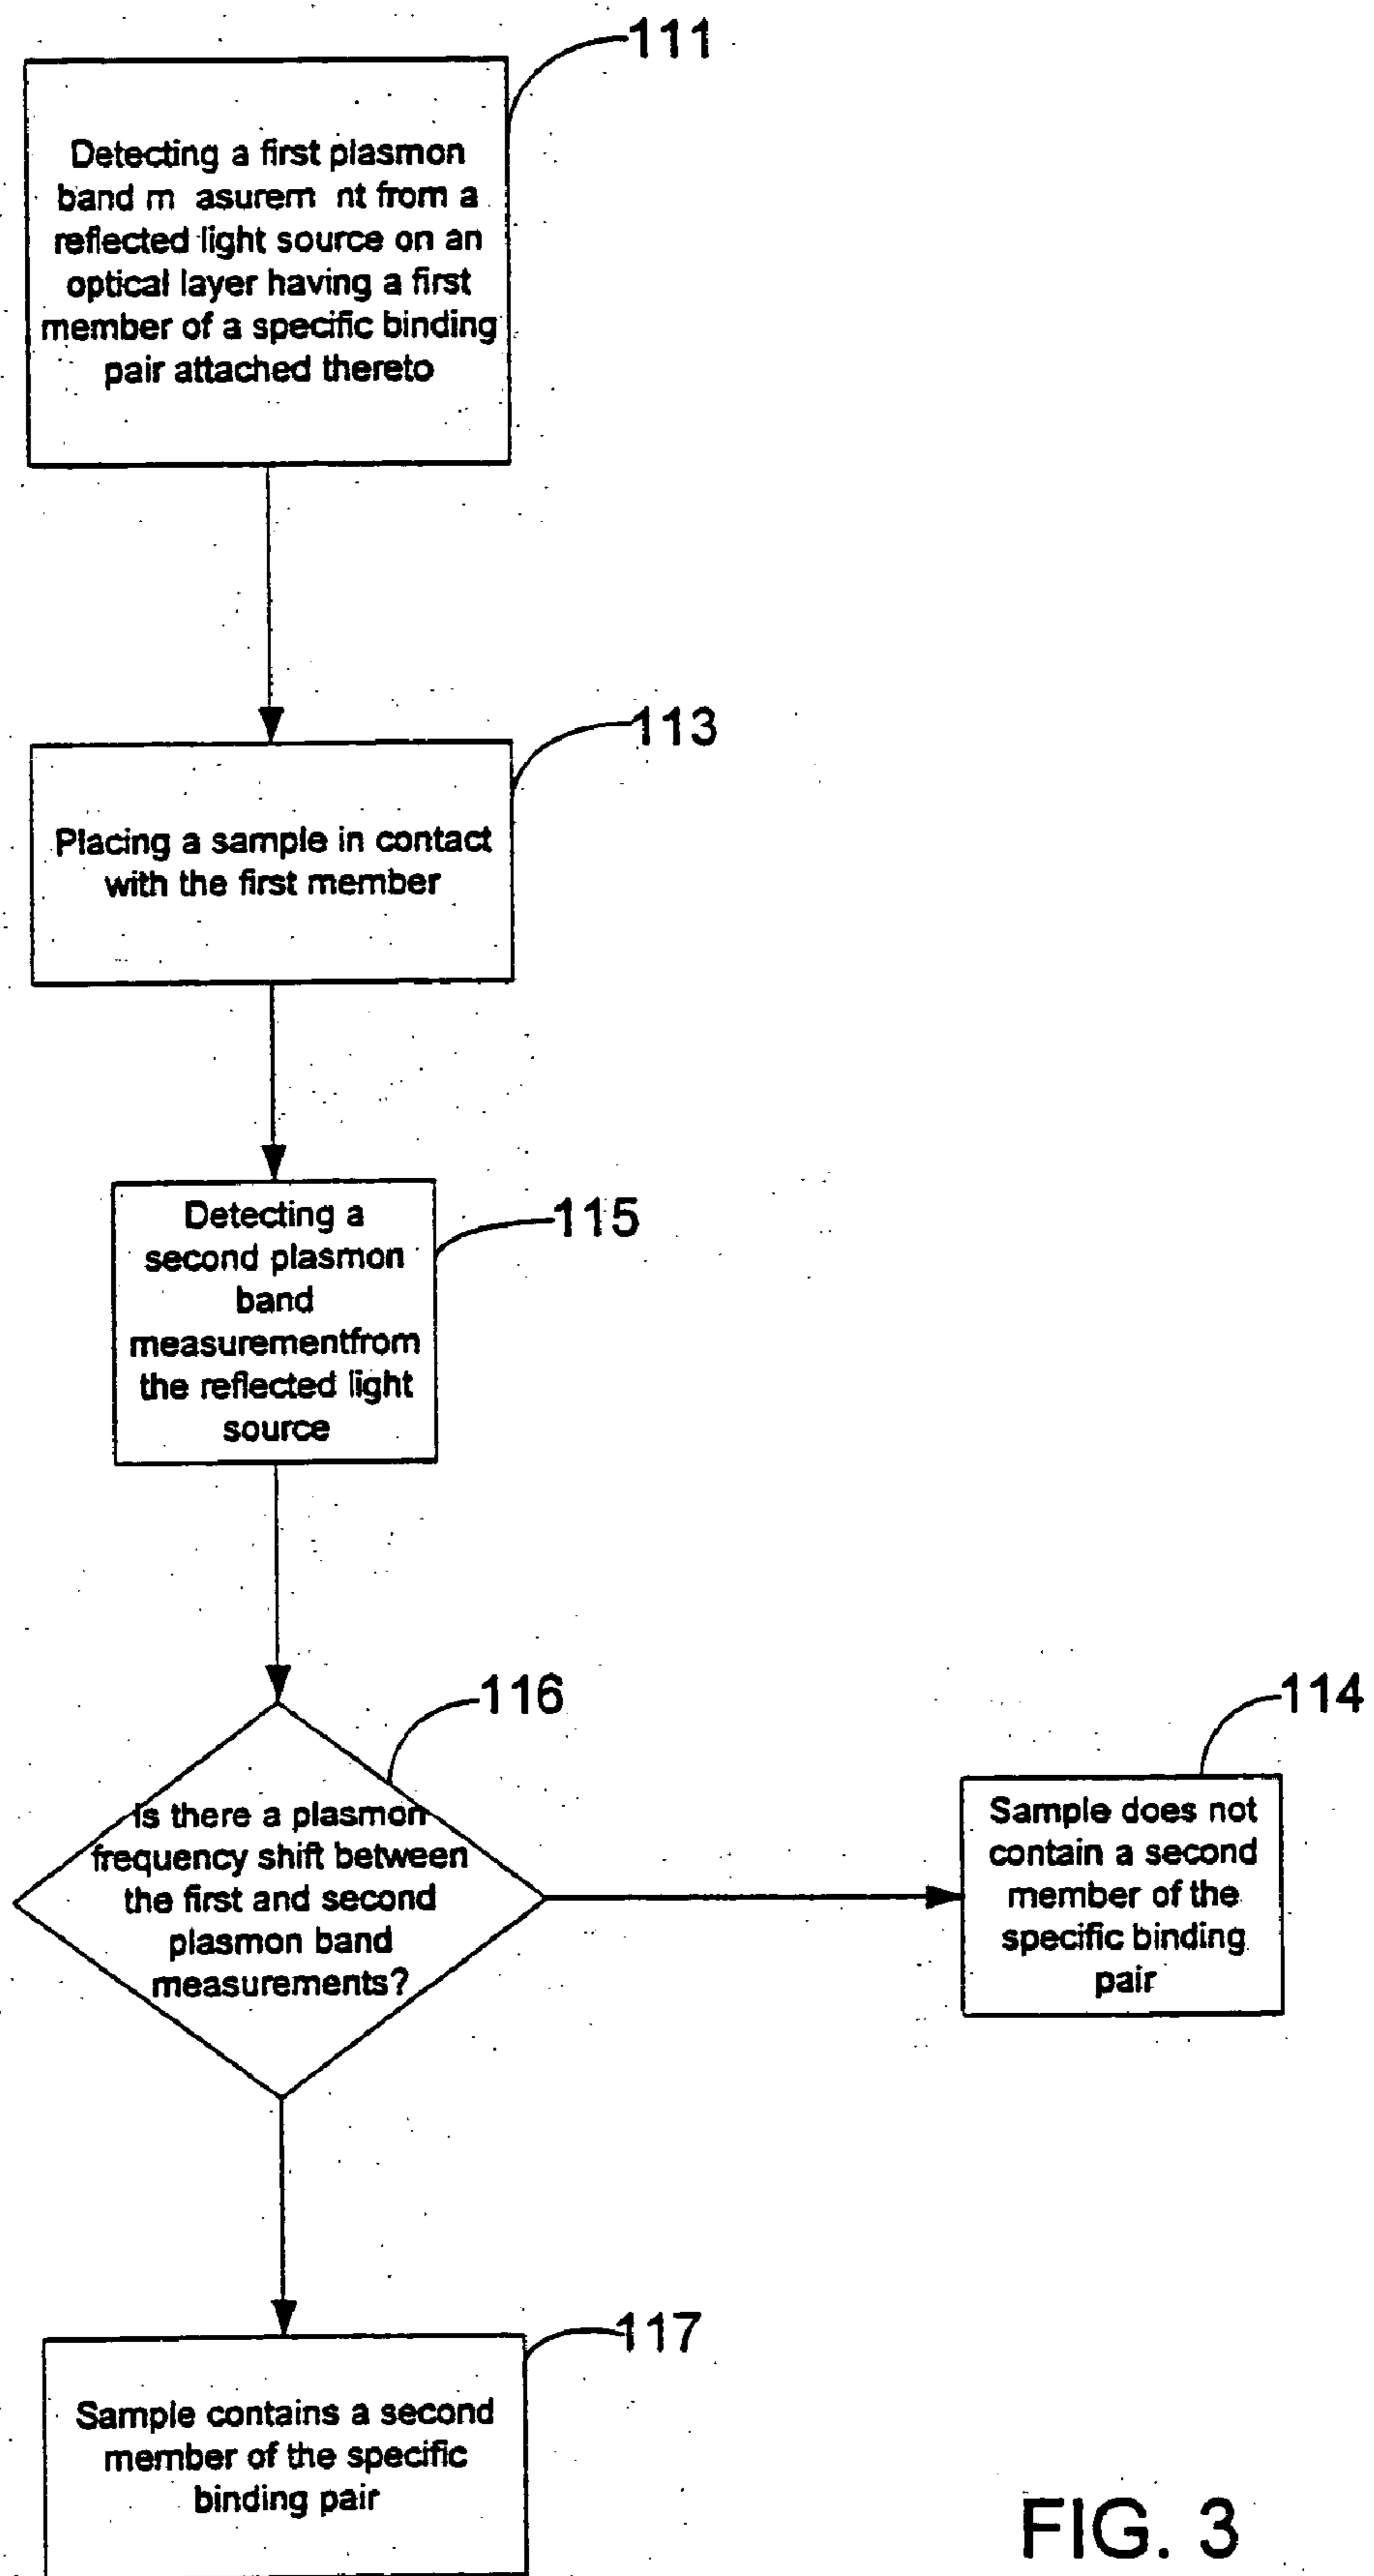 111
Detecting a first plasmon
band m asurem nt from a
reflected light source on an
optical layer having a first
member of a specific binding
pair attached thereto
113
Placing a sample in contact
with the first member
115
Detecting a
second plasmon
band
measurementfrom
the reflected light
source
116
Is there a plasmon
frequency shift between
the first and second
plasmon band
measurements?
114
Sample does not
contain a second
member of the
specific binding
pair
117
Sample contains a second
member of the specific
binding pair
FIG. 3